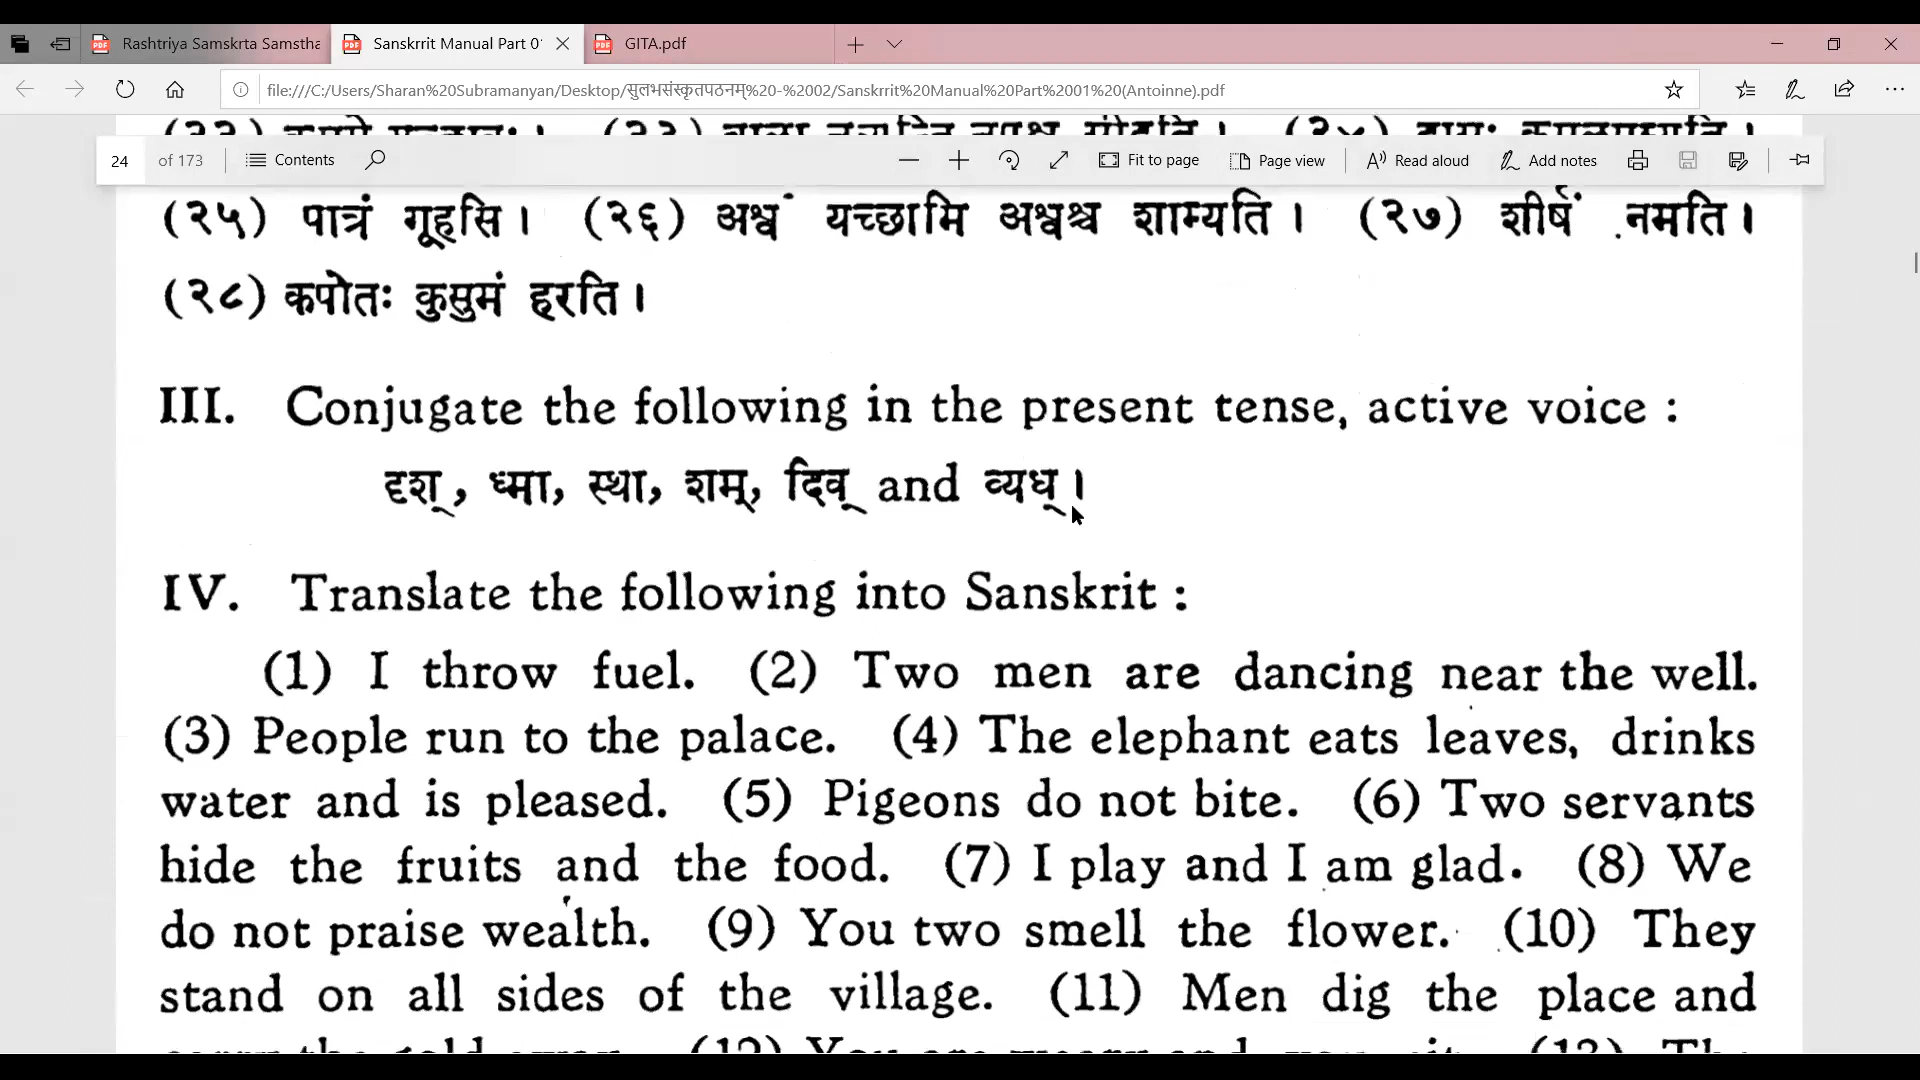 Rashtriya Samskrta Samstha
Sanskrrit Manual Part 0
GITA.pdf
file:///C:/Users/Sharan%20Subramanyan/Desktop/सुलभसंस्कृतपठनम्%20-%2002/Sanskrrit%20Manual%20Part%2001%20(Antoinne).pdf
24 of 173 Contents Fit to page Page view Read aloud Add notes
(२५) पात्रं गूहसि। (२६) अश्वं यच्छामि अश्वश्च शाम्यति। (२७) शीर्षं नमति।
(२८) कपोतः कुसुमं हरति।
III. Conjugate the following in the present tense, active voice :
दृश्, ध्मा, स्था, शम्, दिव् and व्यध्।
IV. Translate the following into Sanskrit :
(1) I throw fuel. (2) Two men are dancing near the well.
(3) People run to the palace. (4) The elephant eats leaves, drinks
water and is pleased. (5) Pigeons do not bite. (6) Two servants
hide the fruits and the food. (7) I play and I am glad. (8) We
do not praise wealth. (9) You two smell the flower. (10) They
stand on all sides of the village. (11) Men dig the place and